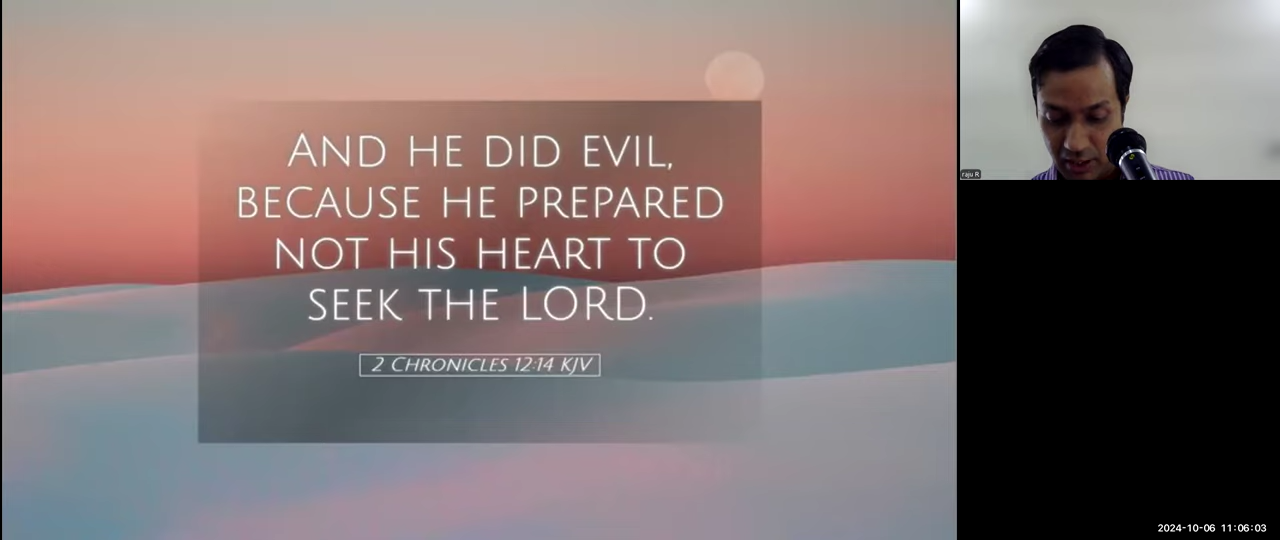 AND HE DID EVIL,
BECAUSE HE PREPARED
NOT HIS HEART TO
SEEK THE LORD.
2 CHRONICLES 12:14 KJV
raju R
2024-10-06 11:06:03